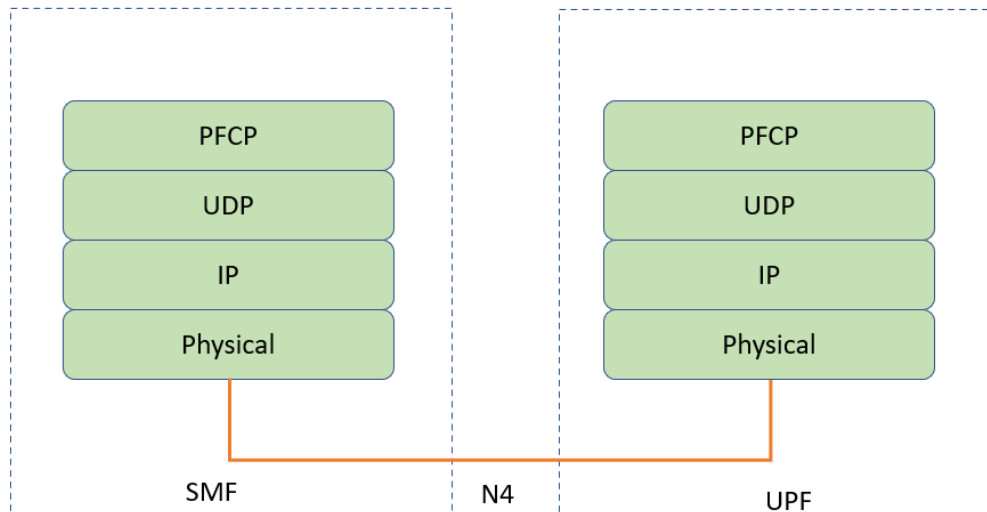 PFCP
UDP
IP
Physical
SMF
N4
PFCP
UDP
IP
Physical
UPF